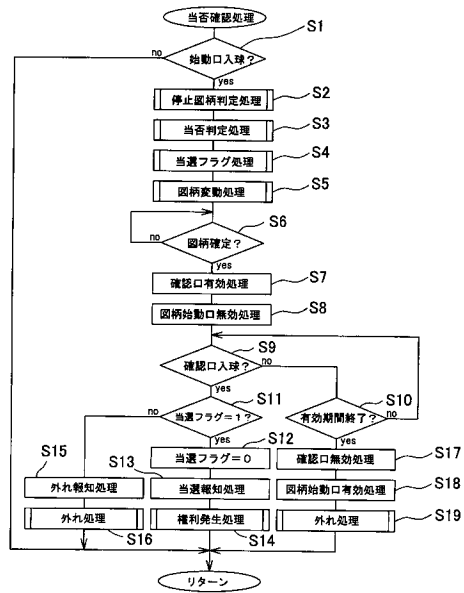 当否確認処理
S1
始動口入球？
no
yes
停止図柄判定処理
S2
当否判定処理
S3
当選フラグ処理
S4
図柄変動処理
S5
S6
図柄確定？
no
yes
確認口有効処理
S7
図柄始動口無効処理
S8
S9
確認口入球？
no
yes
S11
当選フラグ＝１？
no
yes
S10
有効期間終了？
no
yes
S12
当選フラグ＝０
S17
確認口無効処理
S15
外れ報知処理
S13
当選報知処理
S18
図柄始動口有効処理
外れ処理
S16
権利発生処理
S14
外れ処理
S19
リターン